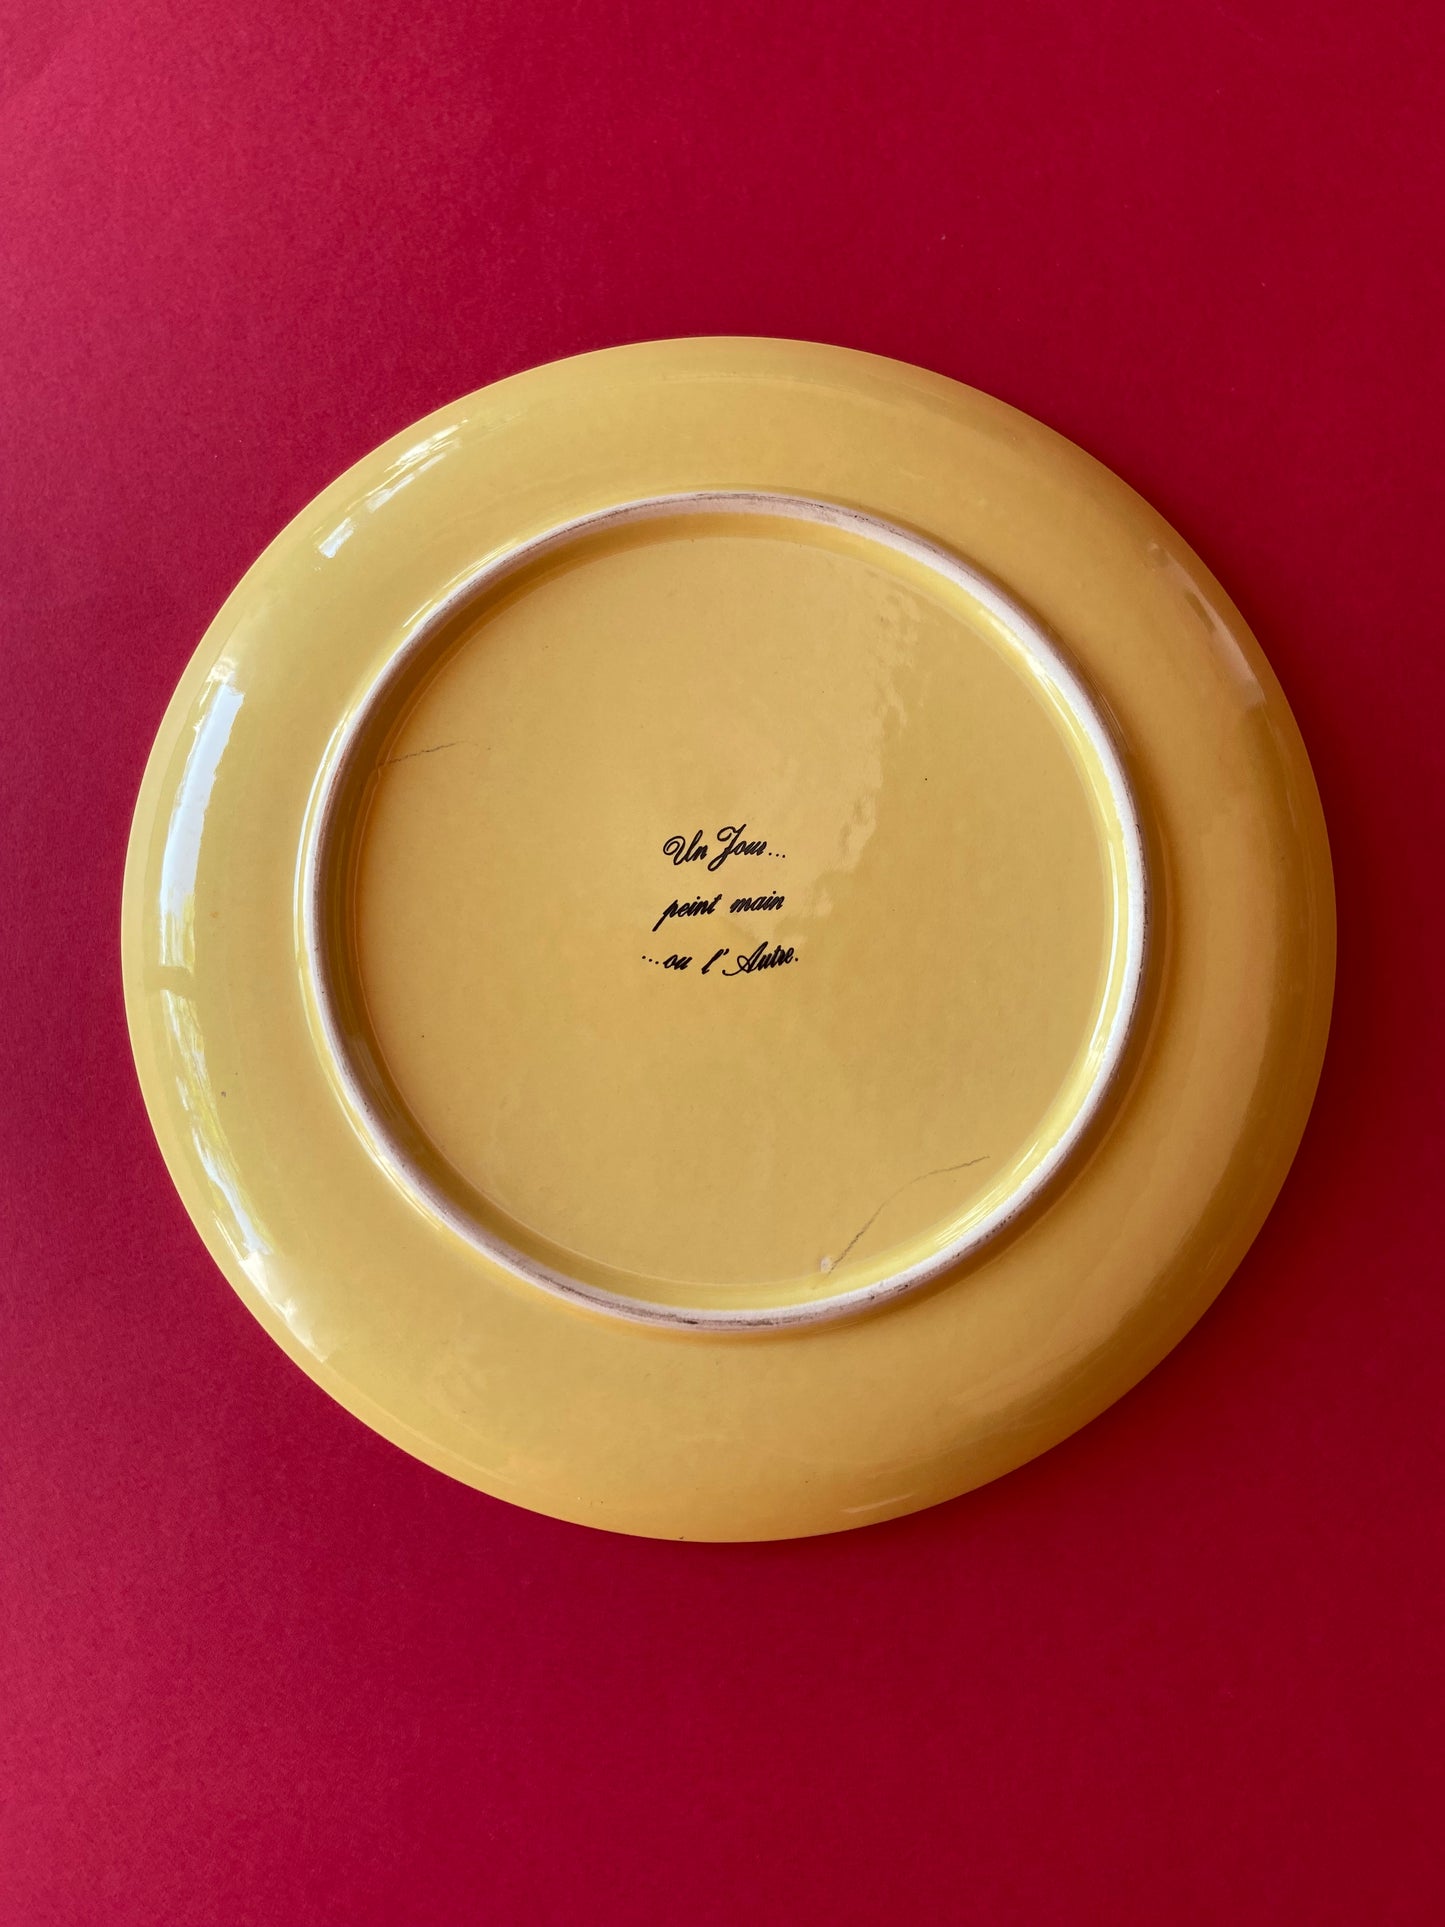 Un Jour...
peint main
...ou l'Autre.